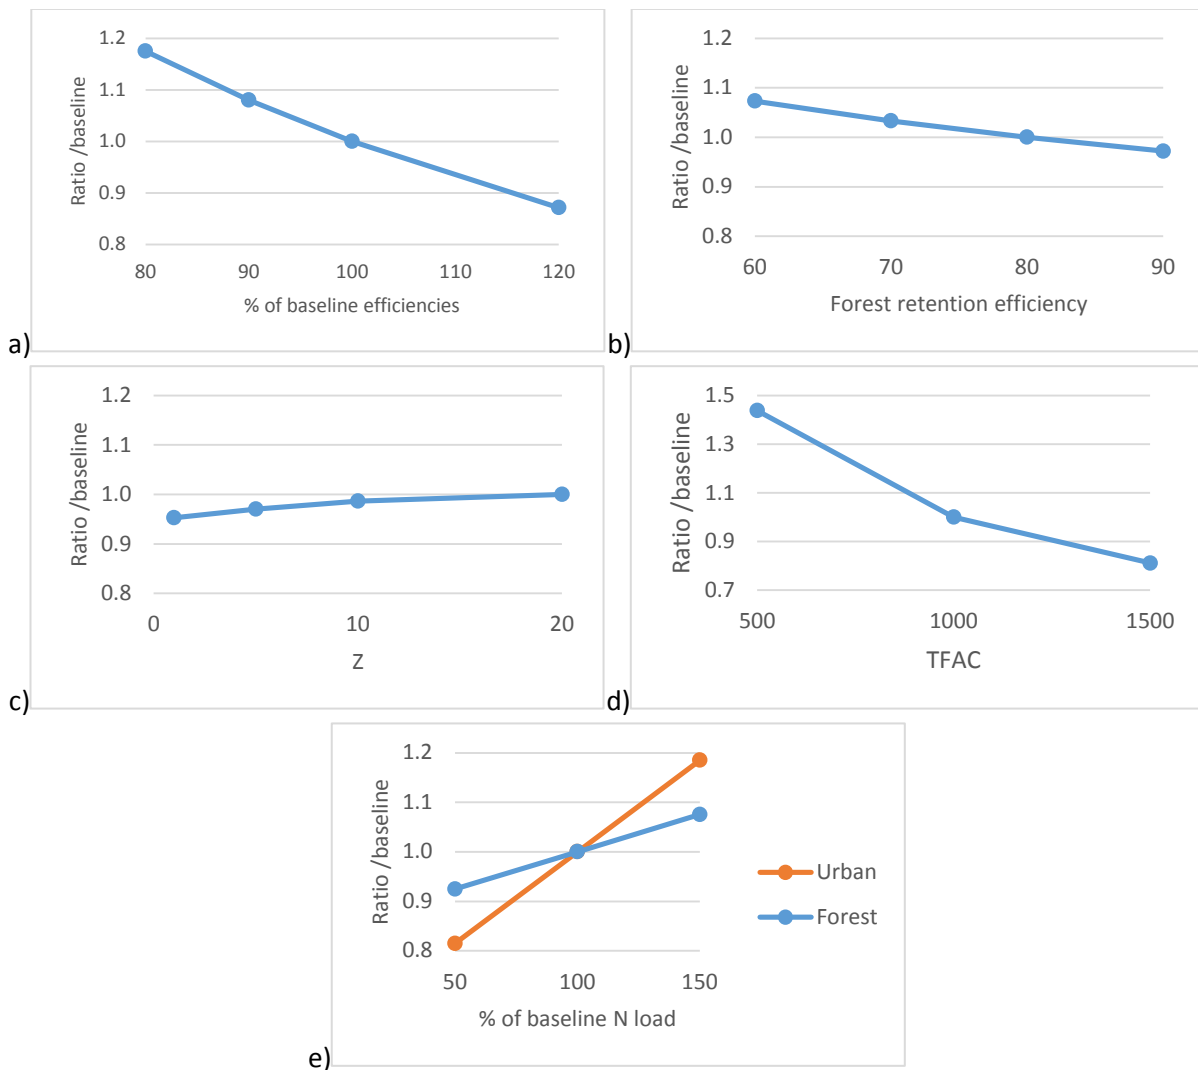 1.2
1.1
1.0
0.9
0.8
Ratio /baseline
80 90 100 110 120
% of baseline efficiencies
a)
1.2
1.1
1.0
0.9
0.8
Ratio /baseline
60 70 80 90
Forest retention efficiency
b)
1.2
1.1
1.0
0.9
0.8
Ratio /baseline
0 10 20
Z
c)
1.5
1.3
1.1
0.9
0.7
Ratio /baseline
500 1000 1500
TFAC
d)
1.2
1.1
1.0
0.9
0.8
Ratio /baseline
50 100 150
% of baseline N load
Urban
Forest
e)